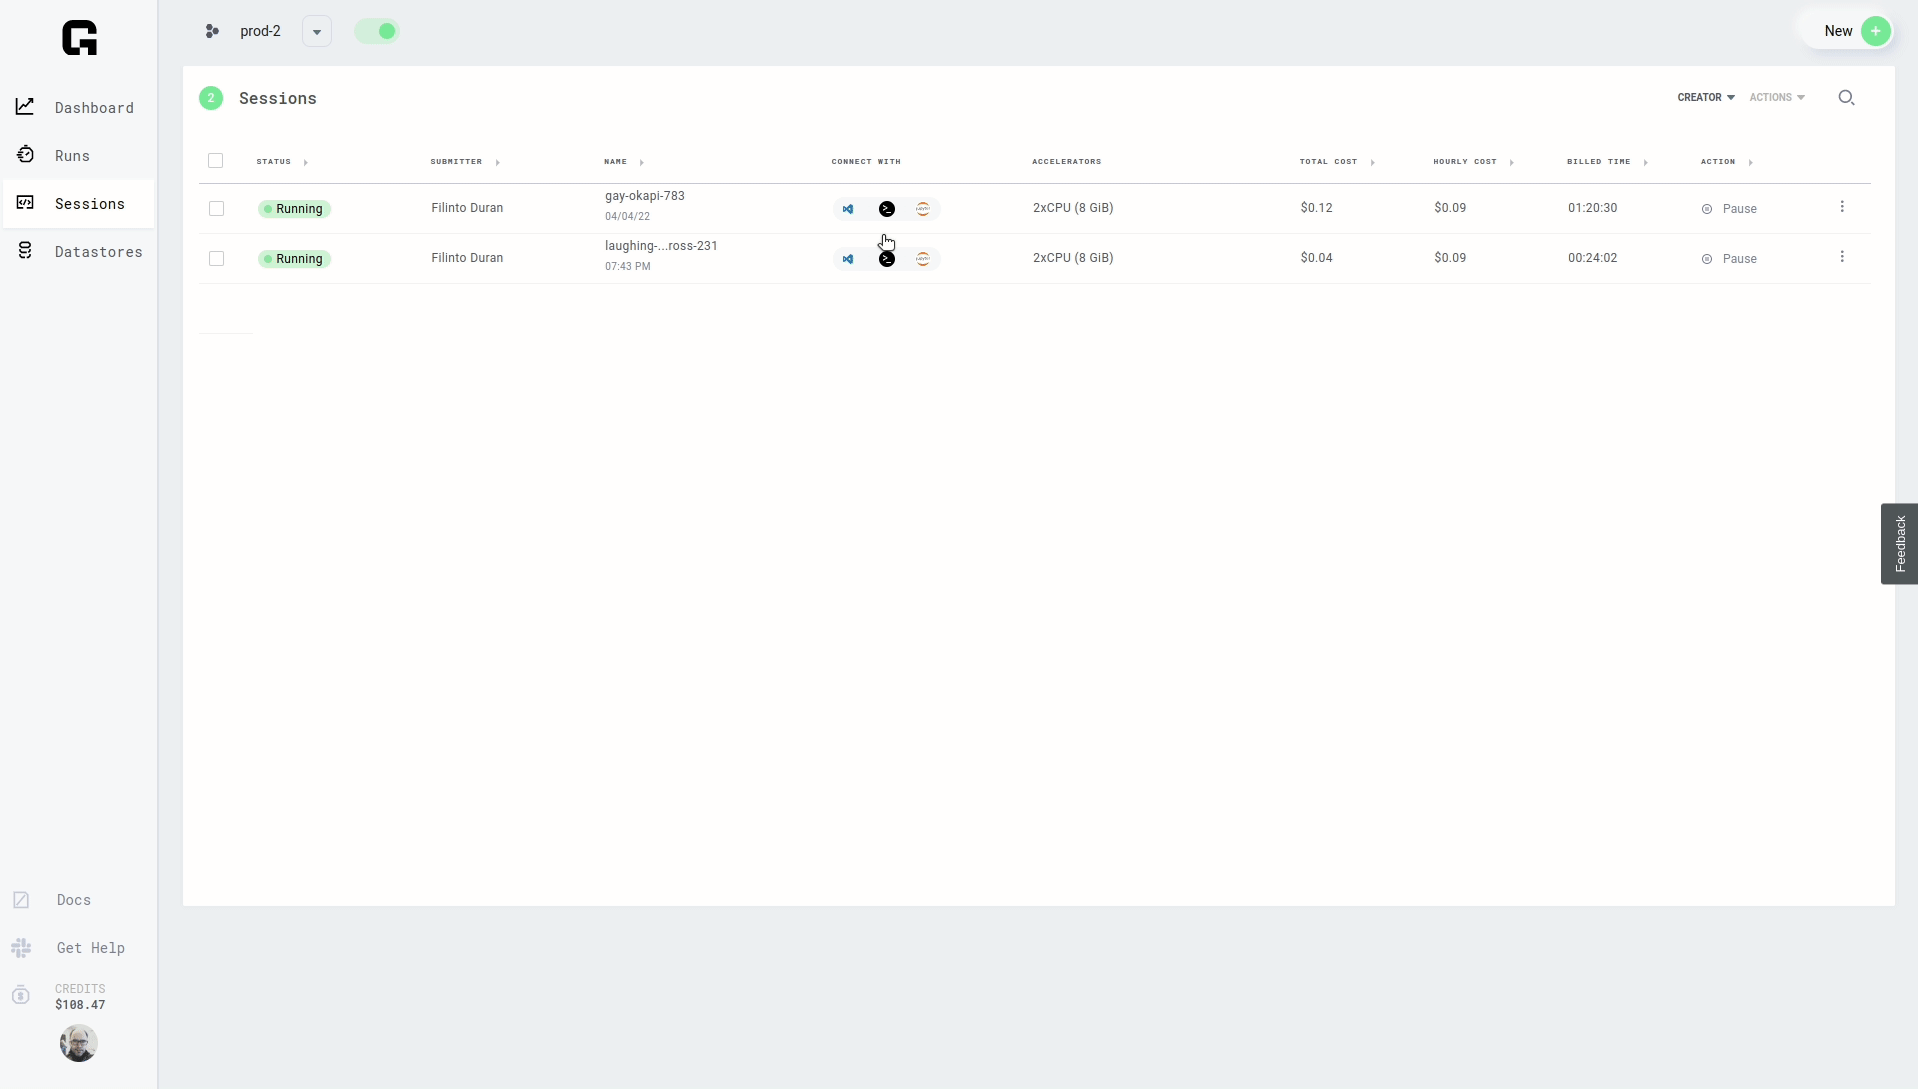 prod-2
New
Dashboard
Runs
Sessions
Datastores
2 Sessions
CREATOR ACTIONS
STATUS SUBMITTER NAME CONNECT WITH ACCELERATORS TOTAL COST HOURLY COST BILLED TIME ACTION
Running Filinto Duran gay-okapi-783 2xCPU (8 GiB) $0.12 $0.09 01:20:30 Pause
04/04/22
Running Filinto Duran laughing-...ross-231 2xCPU (8 GiB) $0.04 $0.09 00:24:02 Pause
07:43 PM
Feedback
Docs
Get Help
CREDITS
$108.47